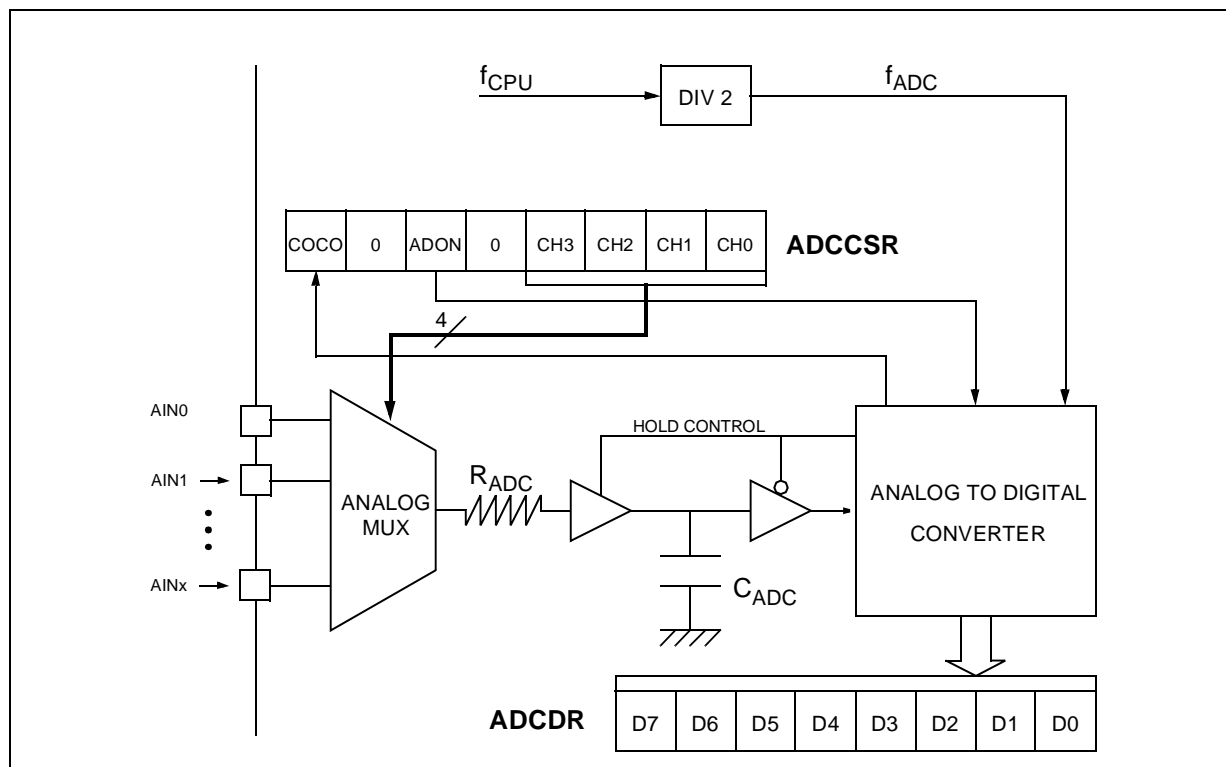 fCPU
DIV 2
fADC
COCO 0 ADON 0 CH3 CH2 CH1 CH0
ADCCSR
4
AIN0
HOLD CONTROL
AIN1
RADC
ANALOG
MUX
ANALOG TO DIGITAL
CONVERTER
AINx
CADC
ADCDR
D7 D6 D5 D4 D3 D2 D1 D0